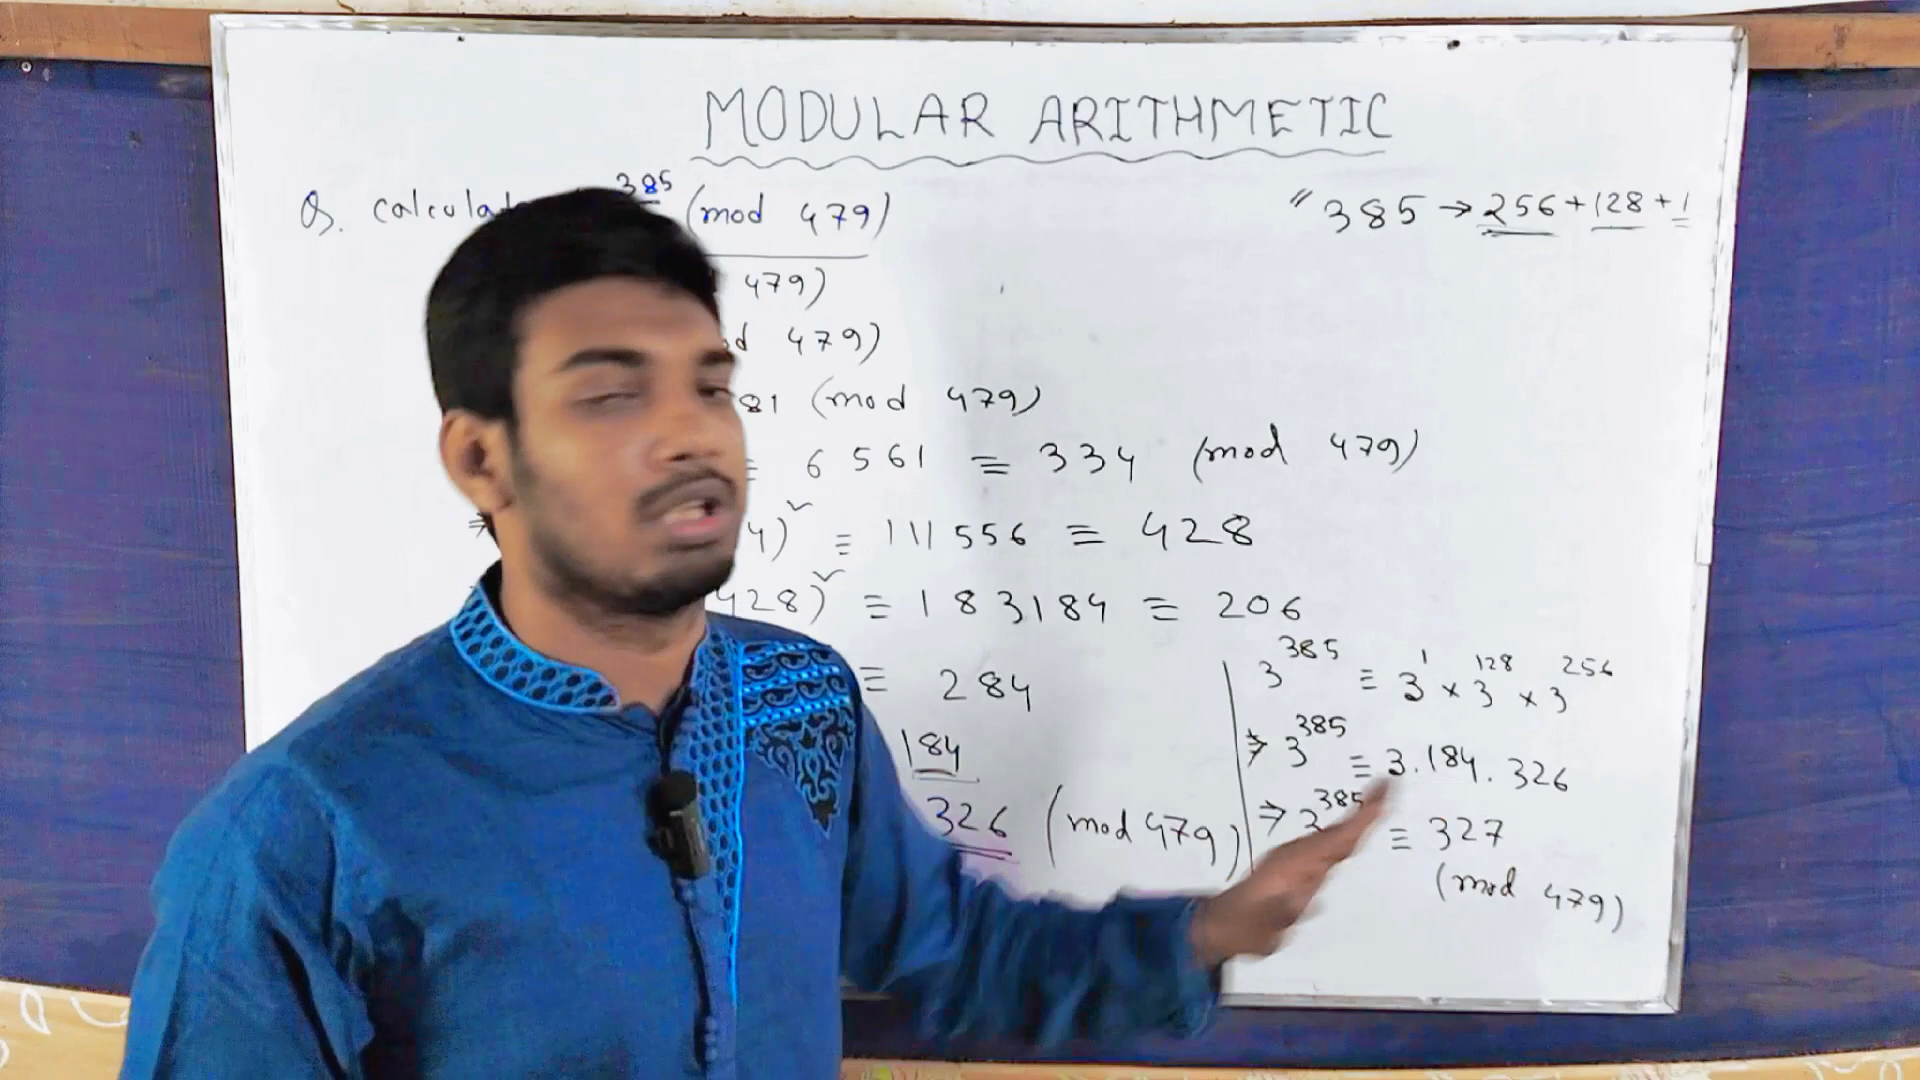 MODULAR ARITHMETIC
Q. calculat 385 (mod 479)
" 385 → 256 + 128 + 1
479)
479)
81 (mod 479)
≡ 6561 ≡ 334 (mod 479)
⇒ 4)² ≡ 111556 ≡ 428
428)² ≡ 183184 ≡ 206
≡ 284
184
326 (mod 479)
3^385 ≡ 3^1 × 3^128 × 3^256
⇒ 3^385 ≡ 3.184.326
⇒ 3^385 ≡ 327
(mod 479)